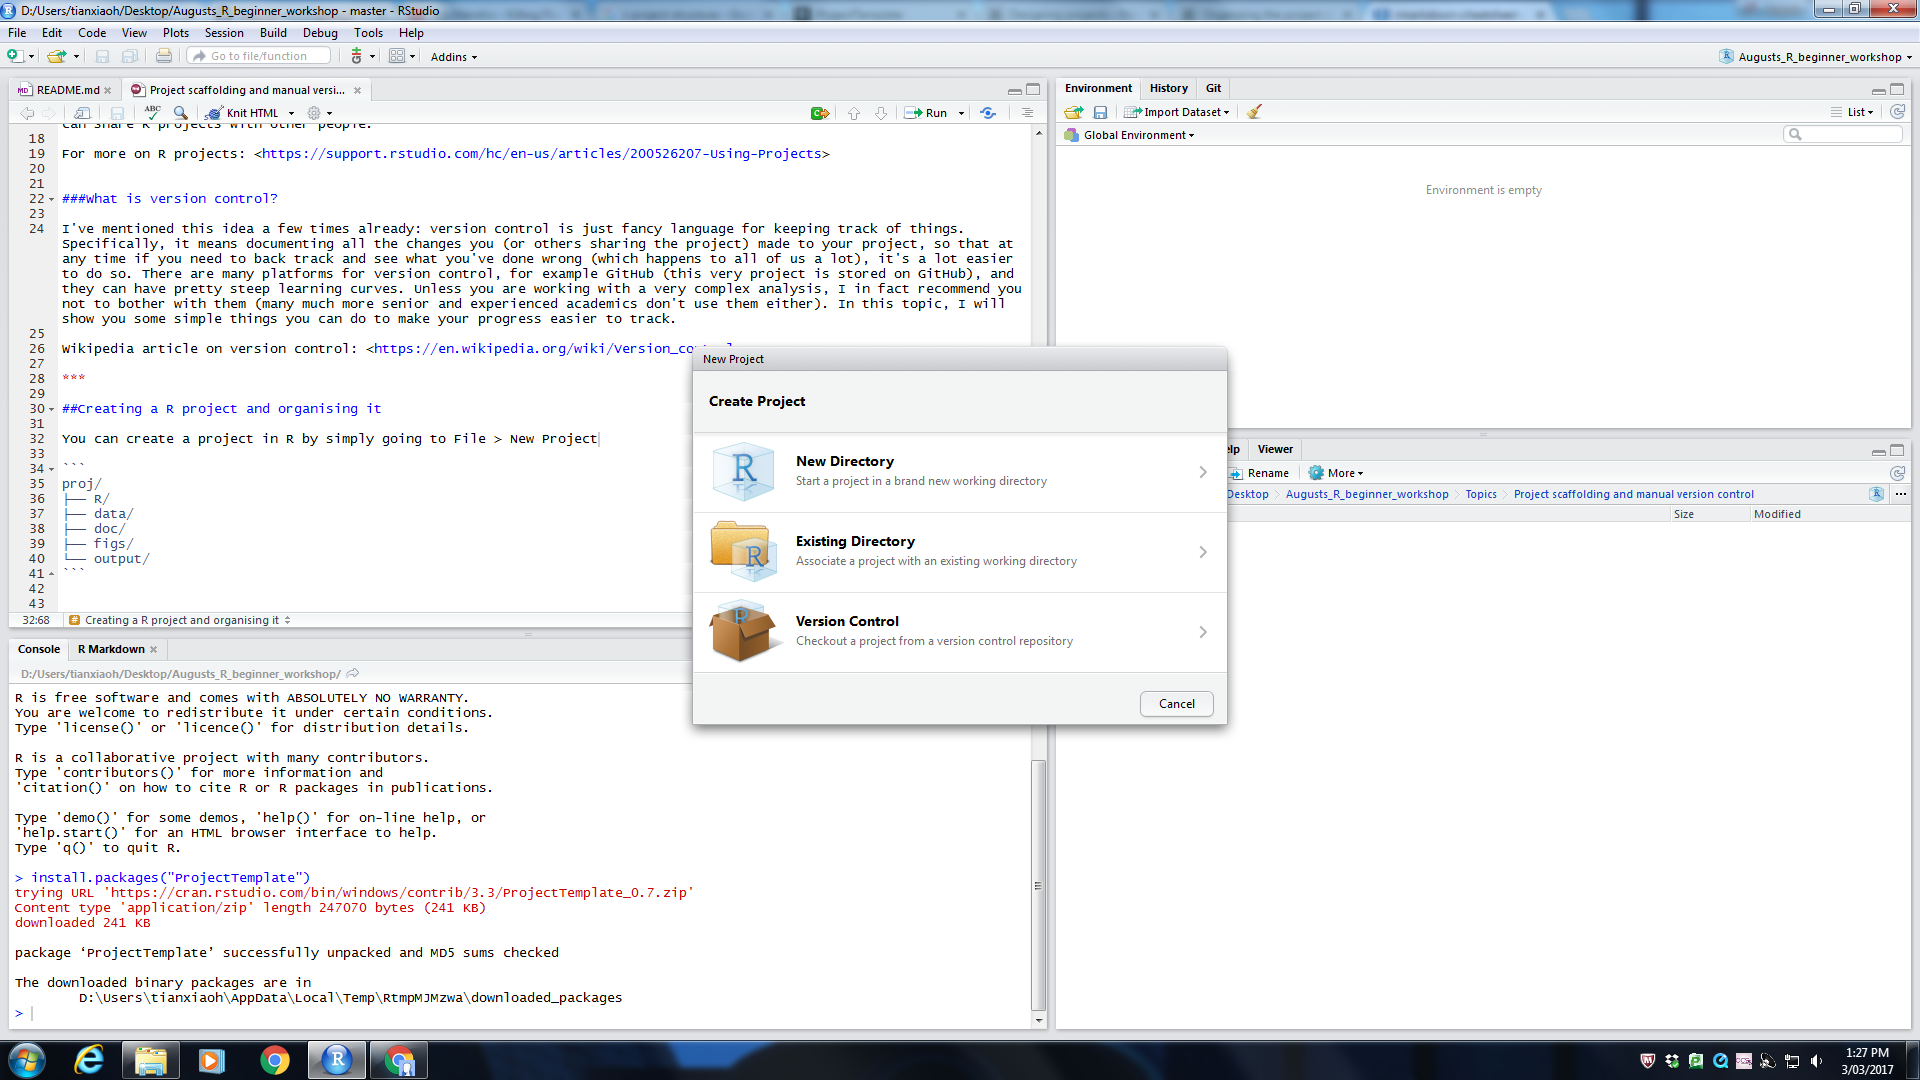 D:/Users/tianxiaoh/Desktop/Augusts_R_beginner_workshop - master - RStudio
File Edit Code View Plots Session Build Debug Tools Help
Go to file/function Addins
Augusts_R_beginner_workshop
README.md Project scaffolding and manual versi...
ABC Knit HTML Run
can share R projects with other people.
18
19 For more on R projects: <https://support.rstudio.com/hc/en-us/articles/200526207-Using-Projects>
20
21
22 ###What is version control?
23
24 I've mentioned this idea a few times already: version control is just fancy language for keeping track of things.
Specifically, it means documenting all the changes you (or others sharing the project) made to your project, so that at
any time if you need to back track and see what you've done wrong (which happens to all of us a lot), it's a lot easier
to do so. There are many platforms for version control, for example GitHub (this very project is stored on GitHub), and
they can have pretty steep learning curves. Unless you are working with a very complex analysis, I in fact recommend you
not to bother with them (many much more senior and experienced academics don't use them either). In this topic, I will
show you some simple things you can do to make your progress easier to track.
25
26 Wikipedia article on version control: <https://en.wikipedia.org/wiki/Version_co
27
28 ***
29
30 ##Creating a R project and organising it
31
32 You can create a project in R by simply going to File > New Project
33
34 ```
35 proj/
36 ├── R/
37 ├── data/
38 ├── doc/
39 ├── figs/
40 └── output/
41 ```
42
43
32:68 # Creating a R project and organising it
Console R Markdown
D:/Users/tianxiaoh/Desktop/Augusts_R_beginner_workshop/
R is free software and comes with ABSOLUTELY NO WARRANTY.
You are welcome to redistribute it under certain conditions.
Type 'license()' or 'licence()' for distribution details.
R is a collaborative project with many contributors.
Type 'contributors()' for more information and
'citation()' on how to cite R or R packages in publications.
Type 'demo()' for some demos, 'help()' for on-line help, or
'help.start()' for an HTML browser interface to help.
Type 'q()' to quit R.
> install.packages("ProjectTemplate")
trying URL 'https://cran.rstudio.com/bin/windows/contrib/3.3/ProjectTemplate_0.7.zip'
Content type 'application/zip' length 247070 bytes (241 KB)
downloaded 241 KB
package ‘ProjectTemplate’ successfully unpacked and MD5 sums checked
The downloaded binary packages are in
D:\Users\tianxiaoh\AppData\Local\Temp\RtmpMJMzwa\downloaded_packages
>
New Project
Create Project
New Directory
Start a project in a brand new working directory
Existing Directory
Associate a project with an existing working directory
Version Control
Checkout a project from a version control repository
Cancel
Environment History Git
Import Dataset List
Global Environment
Environment is empty
lp Viewer
Rename More
Desktop Augusts_R_beginner_workshop Topics Project scaffolding and manual version control
Size Modified
1:27 PM
3/03/2017